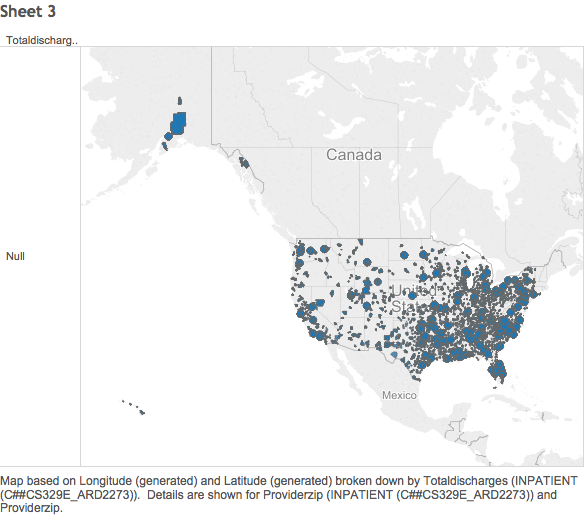 Sheet 3
Totaldischarg..
Canada
Null
United
States
Mexico
Map based on Longitude (generated) and Latitude (generated) broken down by Totaldischarges (INPATIENT
(C##CS329E_ARD2273)).  Details are shown for Providerzip (INPATIENT (C##CS329E_ARD2273)) and
Providerzip.